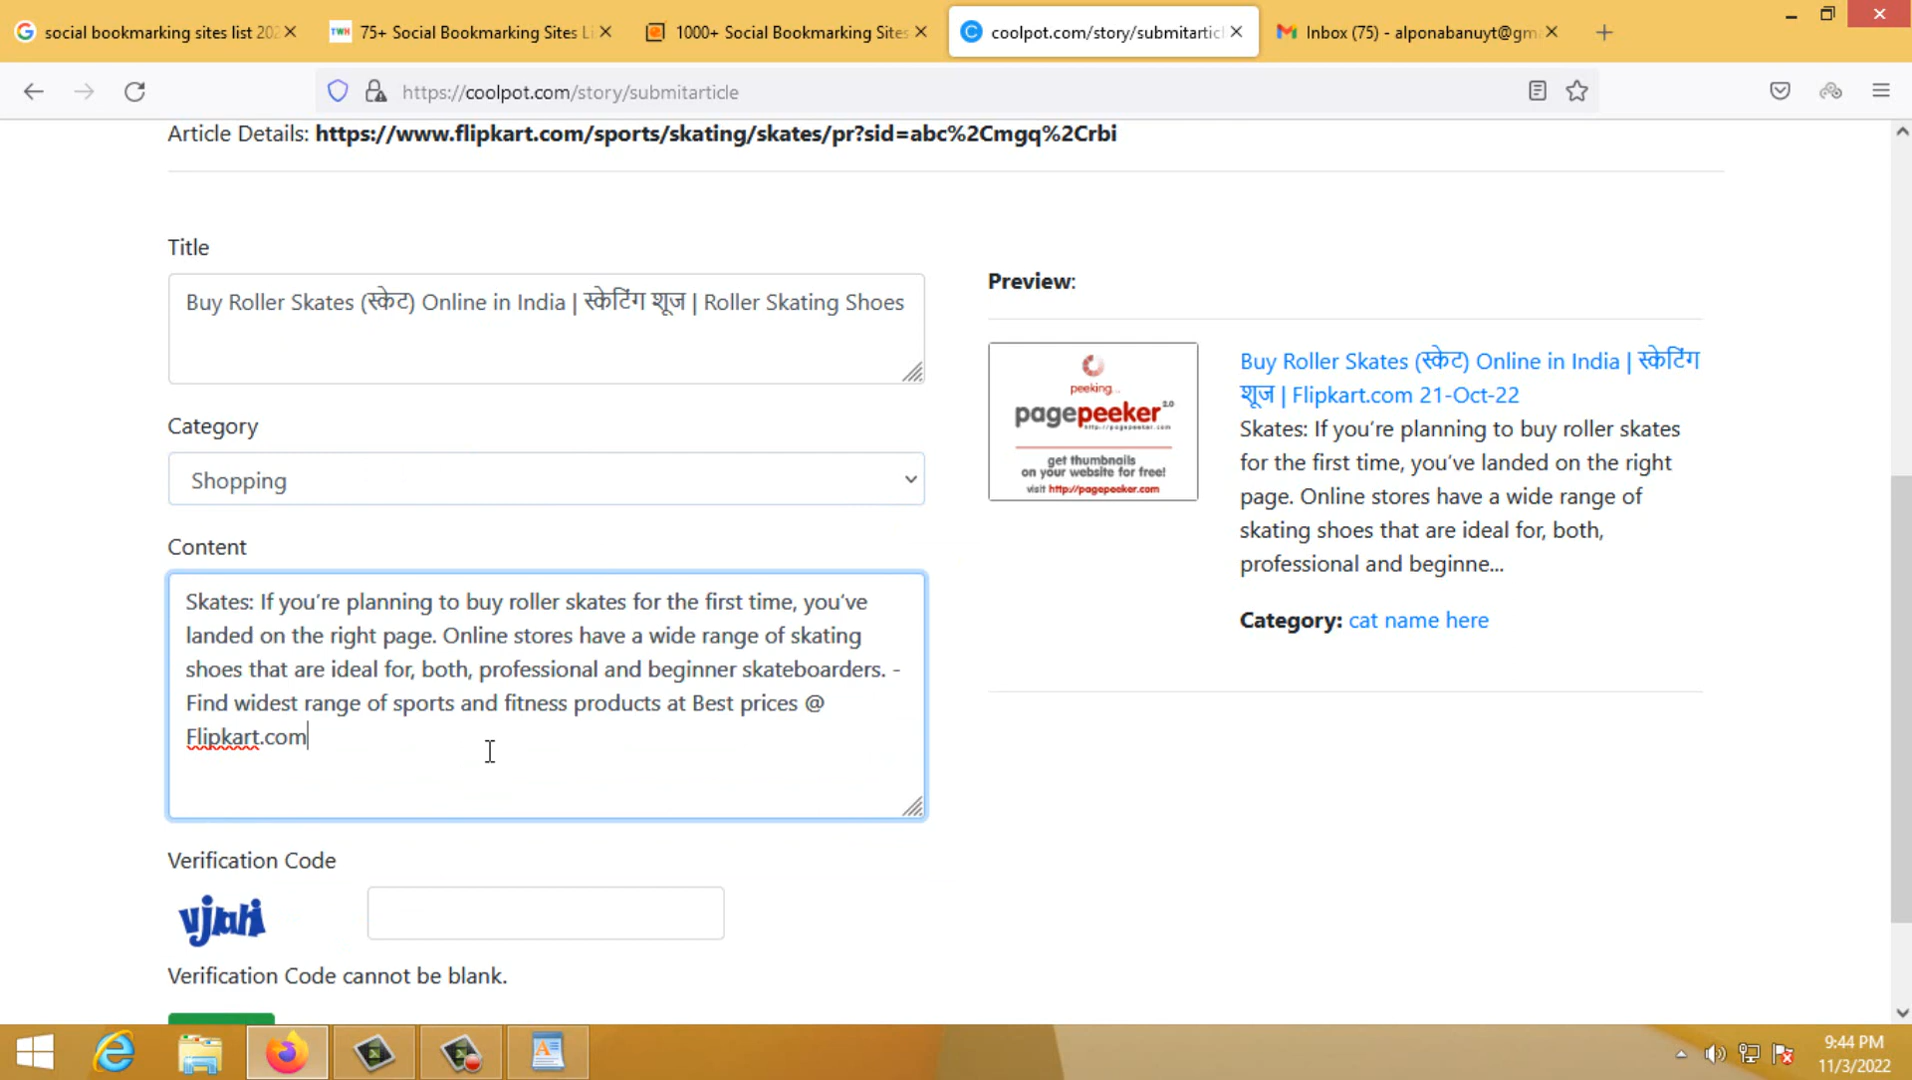 social bookmarking sites list 202
75+ Social Bookmarking Sites Li
1000+ Social Bookmarking Sites
coolpot.com/story/submitarticl
Inbox (75) - alponabanuyt@gm
https://coolpot.com/story/submitarticle
Article Details: https://www.flipkart.com/sports/skating/skates/pr?sid=abc%2Cmgq%2Crbi
Title
Buy Roller Skates (स्केट) Online in India | स्केटिंग शूज | Roller Skating Shoes
Category
Shopping
Content
Skates: If you’re planning to buy roller skates for the first time, you’ve
landed on the right page. Online stores have a wide range of skating
shoes that are ideal for, both, professional and beginner skateboarders. -
Find widest range of sports and fitness products at Best prices @
Flipkart.com
Verification Code
vjahi
Verification Code cannot be blank.
Preview:
peeking...
pagepeeker 2.0
http://pagepeeker.com
get thumbnails
on your website for free!
visit http://pagepeeker.com
Buy Roller Skates (स्केट) Online in India | स्केटिंग
शूज | Flipkart.com 21-Oct-22
Skates: If you’re planning to buy roller skates
for the first time, you’ve landed on the right
page. Online stores have a wide range of
skating shoes that are ideal for, both,
professional and beginne...
Category: cat name here
9:44 PM
11/3/2022